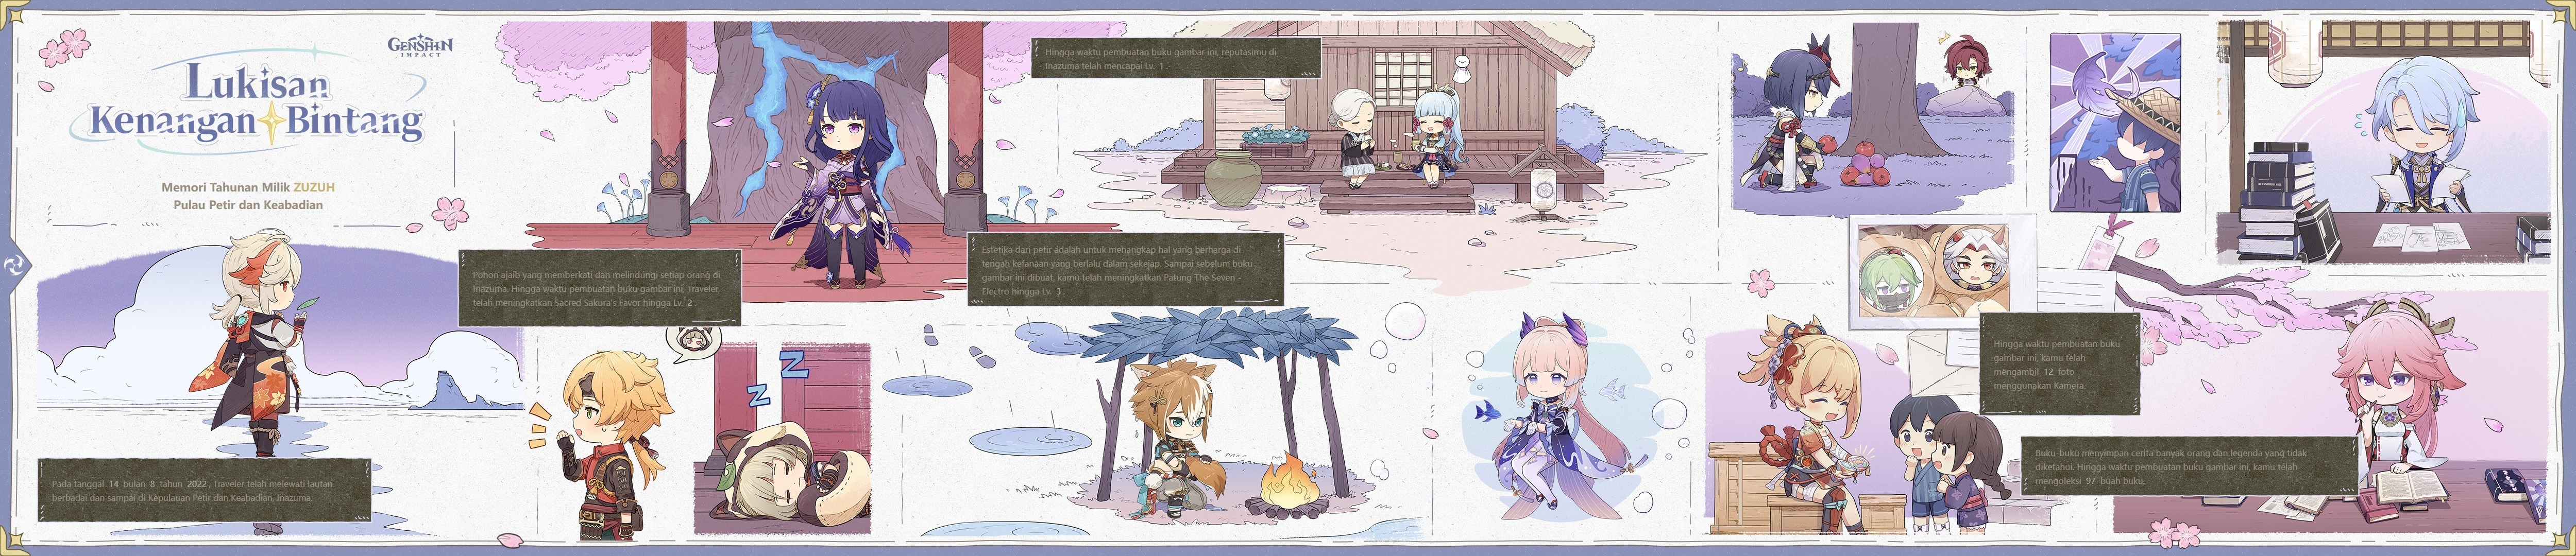 GENSHIN
IMPACT
Lukisan
Kenangan Bintang
Memori Tahunan Milik ZUZUH
Pulau Petir dan Keabadian
Pada tanggal 14 bulan 8 tahun 2022, Traveler telah melewati lautan
berbadai dan sampai di Kepulauan Petir dan Keabadian, Inazuma.
Pohon ajaib yang memberkati dan melindungi setiap orang di
Inazuma. Hingga waktu pembuatan buku gambar ini, Traveler
telah meningkatkan Sacred Sakura's Favor hingga Lv. 2.
Hingga waktu pembuatan buku gambar ini, reputasimu di
Inazuma telah mencapai Lv. 1.
Estetika dari petir adalah untuk menangkap hal yang berharga di
tengah kefanaan yang berlalu dalam sekejap. Sampai sebelum buku
gambar ini dibuat, kamu telah meningkatkan Patung The Seven -
Electro hingga Lv. 3
Z
Z
Hingga waktu pembuatan buku
gambar ini, kamu telah
mengambil 12 foto
menggunakan Kamera.
Buku-buku menyimpan cerita banyak orang dan legenda yang tidak
diketahui. Hingga waktu pembuatan buku gambar ini, kamu telah
mengoleksi 97 buah buku.